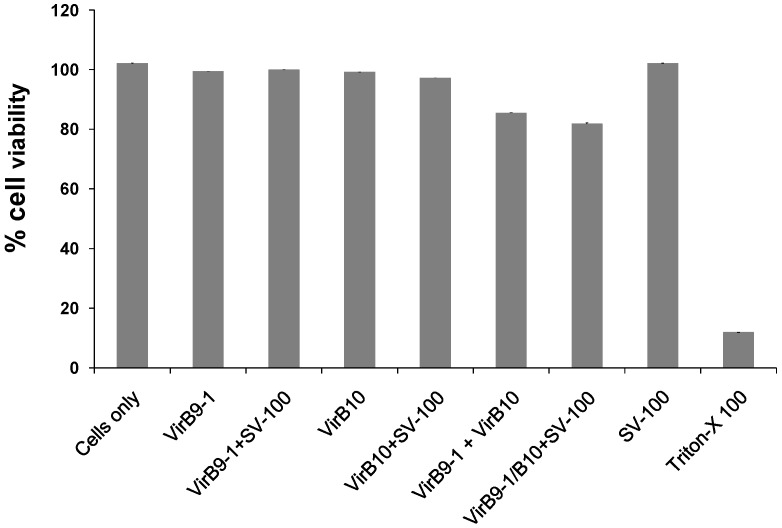 120
100
80
60
40
20
0
% cell viability
Cells only
VirB9-1
VirB9-1+SV-100
VirB10
VirB10+SV-100
VirB9-1 + VirB10
VirB9-1/B10+SV-100
SV-100
Triton-X 100